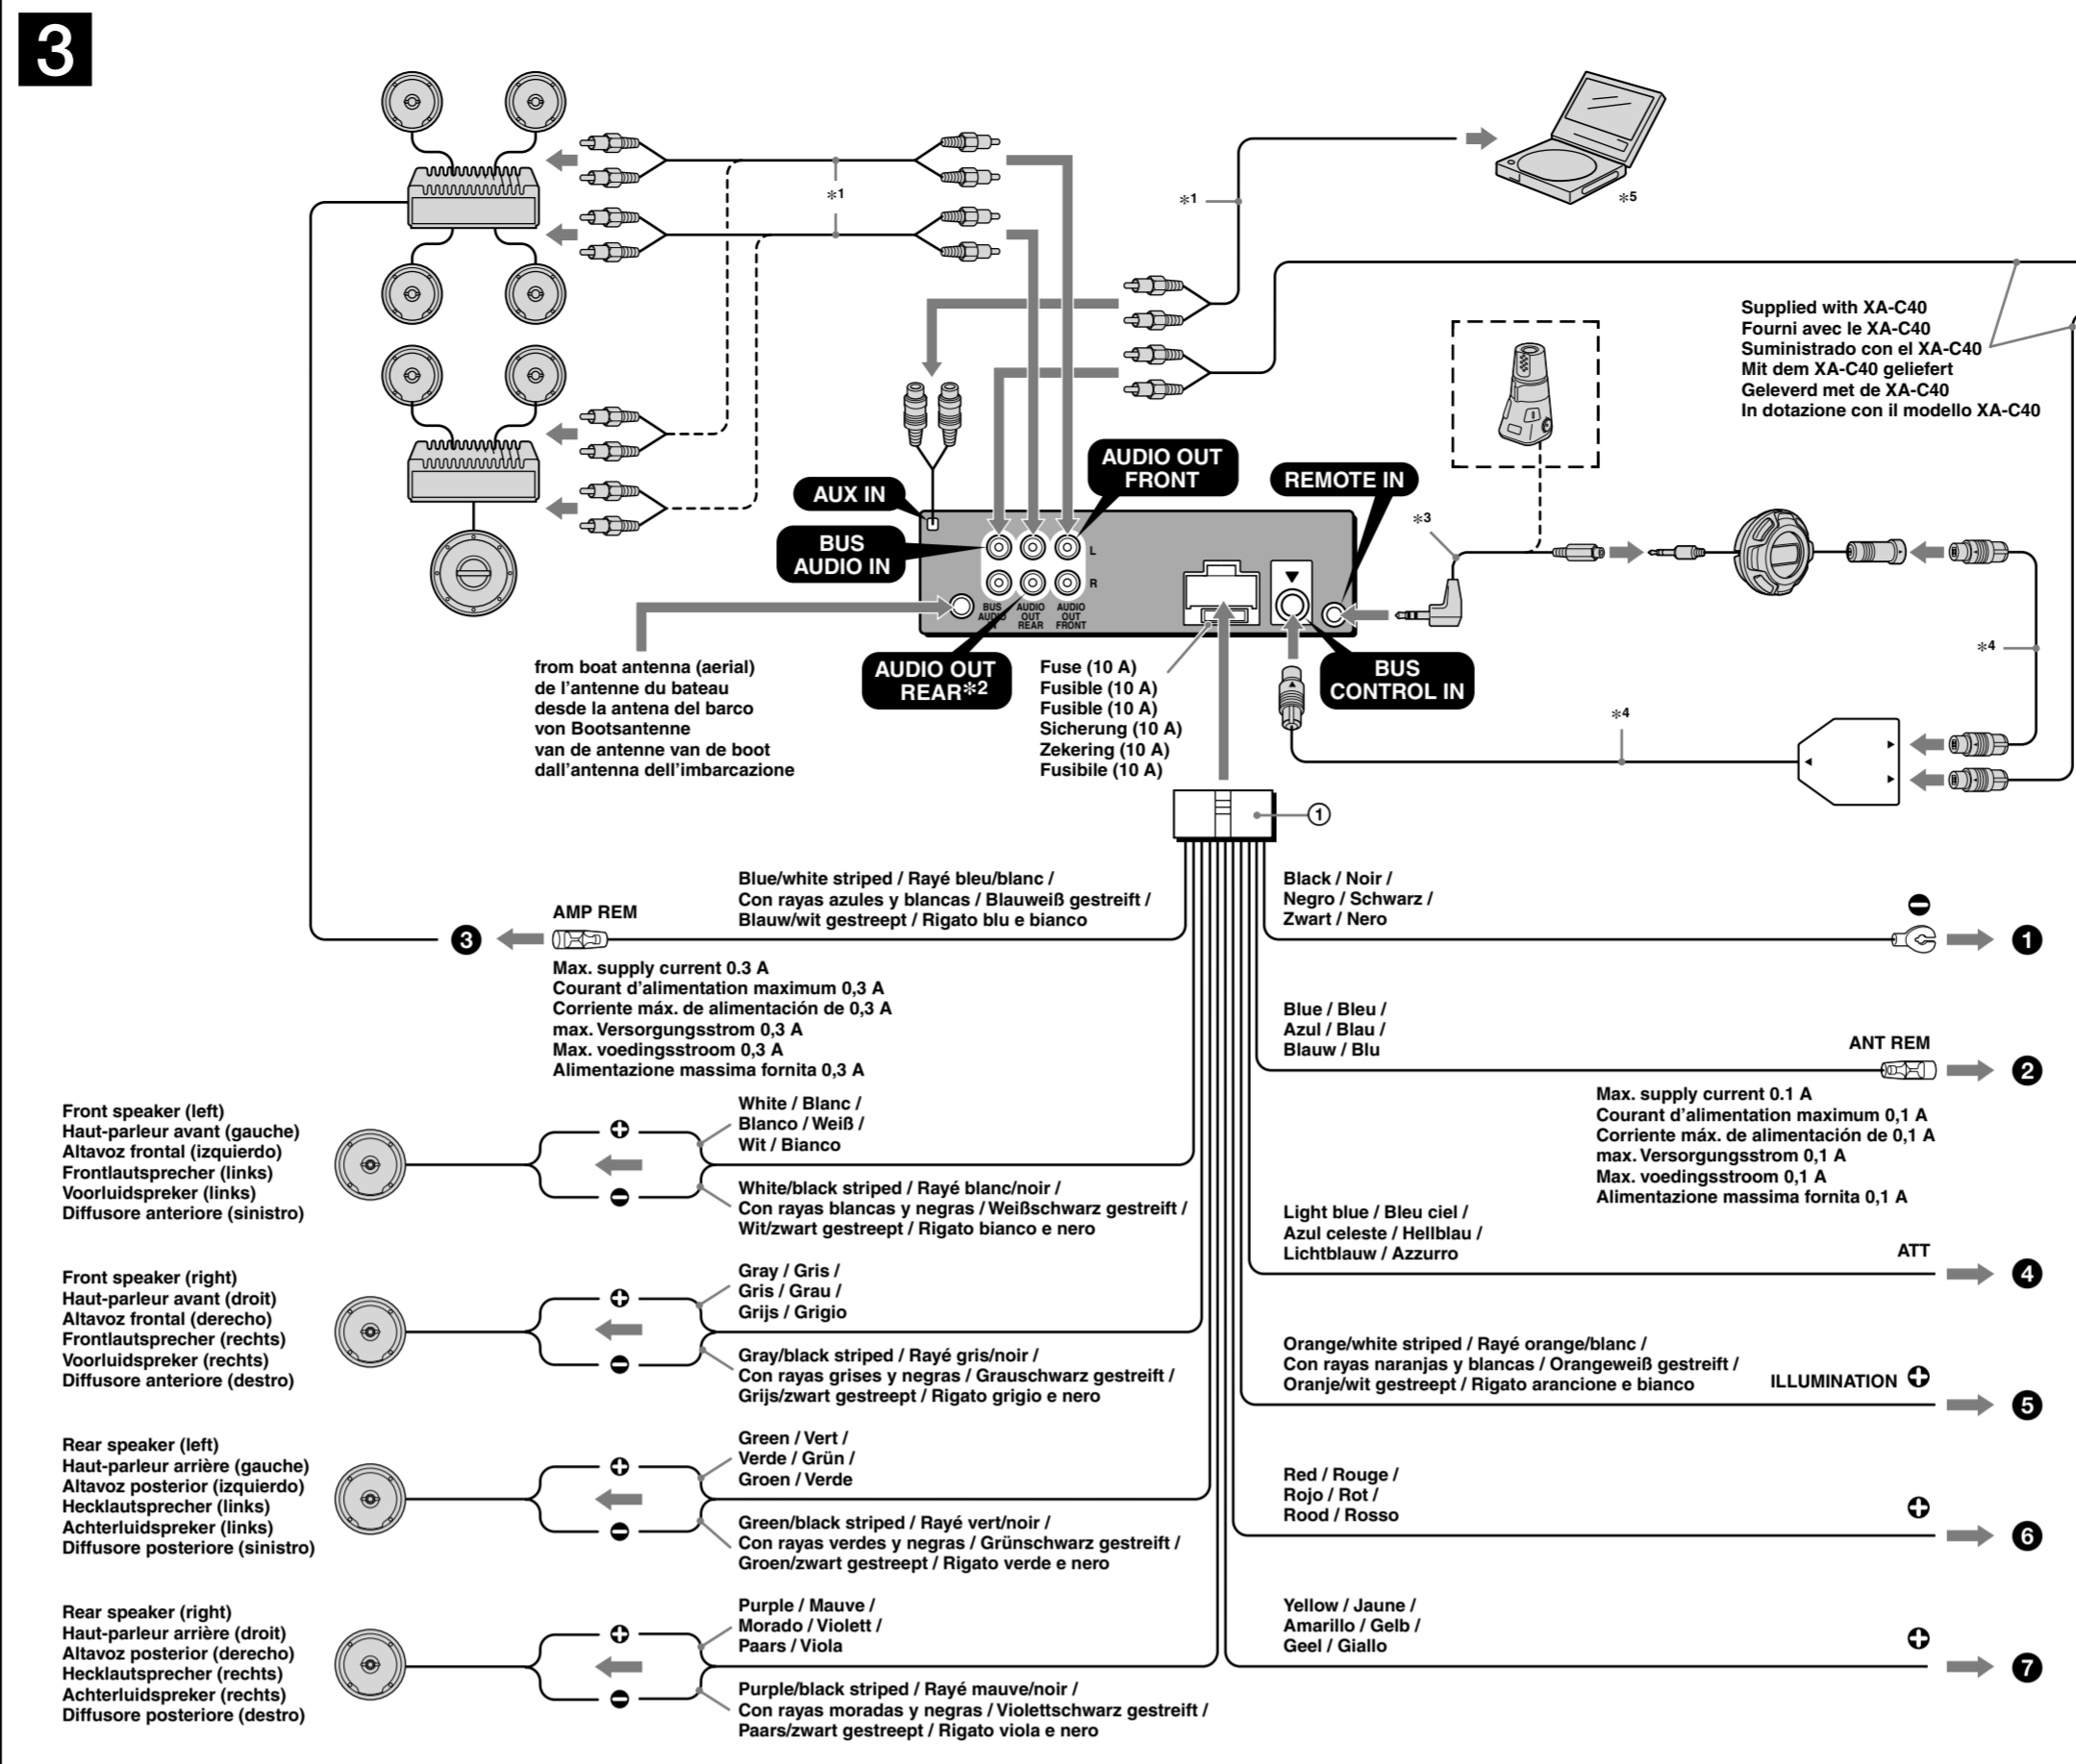 3
*1
*1
*5
Supplied with XA-C40
Fourni avec le XA-C40
Suministrado con el XA-C40
Mit dem XA-C40 geliefert
Geleverd met de XA-C40
In dotazione con il modello XA-C40
AUDIO OUT
FRONT
REMOTE IN
AUX IN
*3
BUS
AUDIO IN
L
R
BUS
AUDIO
IN
AUDIO
OUT
REAR
AUDIO
OUT
FRONT
*4
from boat antenna (aerial)
de l'antenne du bateau
desde la antena del barco
von Bootsantenne
van de antenne van de boot
dall'antenna dell'imbarcazione
AUDIO OUT
REAR*2
Fuse (10 A)
Fusible (10 A)
Fusible (10 A)
Sicherung (10 A)
Zekering (10 A)
Fusibile (10 A)
BUS
CONTROL IN
*4
1
Blue/white striped / Rayé bleu/blanc /
Con rayas azules y blancas / Blauweiß gestreift /
Blauw/wit gestreept / Rigato blu e bianco
AMP REM
3
Max. supply current 0.3 A
Courant d'alimentation maximum 0,3 A
Corriente máx. de alimentación de 0,3 A
max. Versorgungsstrom 0,3 A
Max. voedingsstroom 0,3 A
Alimentazione massima fornita 0,3 A
Black / Noir /
Negro / Schwarz /
Zwart / Nero
1
Blue / Bleu /
Azul / Blau /
Blauw / Blu
ANT REM
2
Max. supply current 0.1 A
Courant d'alimentation maximum 0,1 A
Corriente máx. de alimentación de 0,1 A
max. Versorgungsstrom 0,1 A
Max. voedingsstroom 0,1 A
Alimentazione massima fornita 0,1 A
Front speaker (left)
Haut-parleur avant (gauche)
Altavoz frontal (izquierdo)
Frontlautsprecher (links)
Voorluidspreker (links)
Diffusore anteriore (sinistro)
White / Blanc /
Blanco / Weiß /
Wit / Bianco
White/black striped / Rayé blanc/noir /
Con rayas blancas y negras / Weißschwarz gestreift /
Wit/zwart gestreept / Rigato bianco e nero
Light blue / Bleu ciel /
Azul celeste / Hellblau /
Lichtblauw / Azzurro
ATT
4
Front speaker (right)
Haut-parleur avant (droit)
Altavoz frontal (derecho)
Frontlautsprecher (rechts)
Voorluidspreker (rechts)
Diffusore anteriore (destro)
Gray / Gris /
Gris / Grau /
Grijs / Grigio
Gray/black striped / Rayé gris/noir /
Con rayas grises y negras / Grauschwarz gestreift /
Grijs/zwart gestreept / Rigato grigio e nero
Orange/white striped / Rayé orange/blanc /
Con rayas naranjas y blancas / Orangeweiß gestreift /
Oranje/wit gestreept / Rigato arancione e bianco
ILLUMINATION
5
Rear speaker (left)
Haut-parleur arrière (gauche)
Altavoz posterior (izquierdo)
Hecklautsprecher (links)
Achterluidspreker (links)
Diffusore posteriore (sinistro)
Green / Vert /
Verde / Grün /
Groen / Verde
Green/black striped / Rayé vert/noir /
Con rayas verdes y negras / Grünschwarz gestreift /
Groen/zwart gestreept / Rigato verde e nero
Red / Rouge /
Rojo / Rot /
Rood / Rosso
6
Rear speaker (right)
Haut-parleur arrière (droit)
Altavoz posterior (derecho)
Hecklautsprecher (rechts)
Achterluidspreker (rechts)
Diffusore posteriore (destro)
Purple / Mauve /
Morado / Violett /
Paars / Viola
Purple/black striped / Rayé mauve/noir /
Con rayas moradas y negras / Violettschwarz gestreift /
Paars/zwart gestreept / Rigato viola e nero
Yellow / Jaune /
Amarillo / Gelb /
Geel / Giallo
7